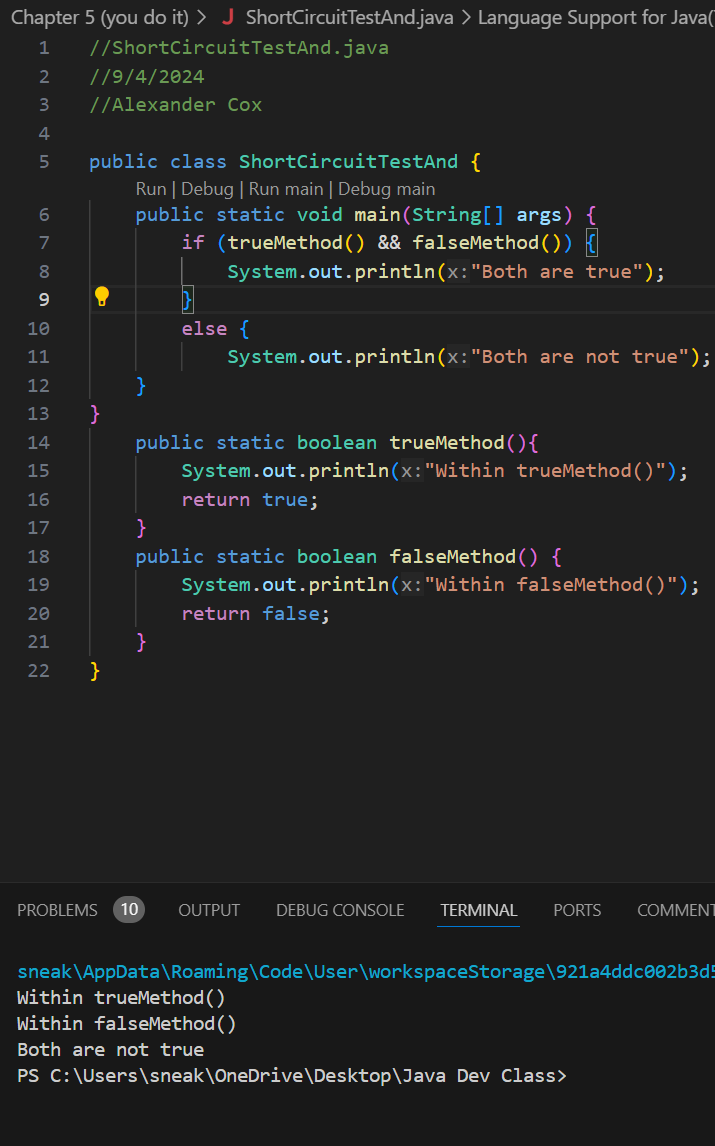 Chapter 5 (you do it) > J ShortCircuitTestAnd.java > Language Support for Java(
1 //ShortCircuitTestAnd.java
2 //9/4/2024
3 //Alexander Cox
4
5 public class ShortCircuitTestAnd {
Run | Debug | Run main | Debug main
6 public static void main(String[] args) {
7 if (trueMethod() && falseMethod()) {
8 System.out.println(x:"Both are true");
9 }
10 else {
11 System.out.println(x:"Both are not true");
12 }
13 }
14 public static boolean trueMethod(){
15 System.out.println(x:"Within trueMethod()");
16 return true;
17 }
18 public static boolean falseMethod() {
19 System.out.println(x:"Within falseMethod()");
20 return false;
21 }
22 }
PROBLEMS 10 OUTPUT DEBUG CONSOLE TERMINAL PORTS COMMENT
sneak\AppData\Roaming\Code\User\workspaceStorage\921a4ddc002b3d5
Within trueMethod()
Within falseMethod()
Both are not true
PS C:\Users\sneak\OneDrive\Desktop\Java Dev Class>